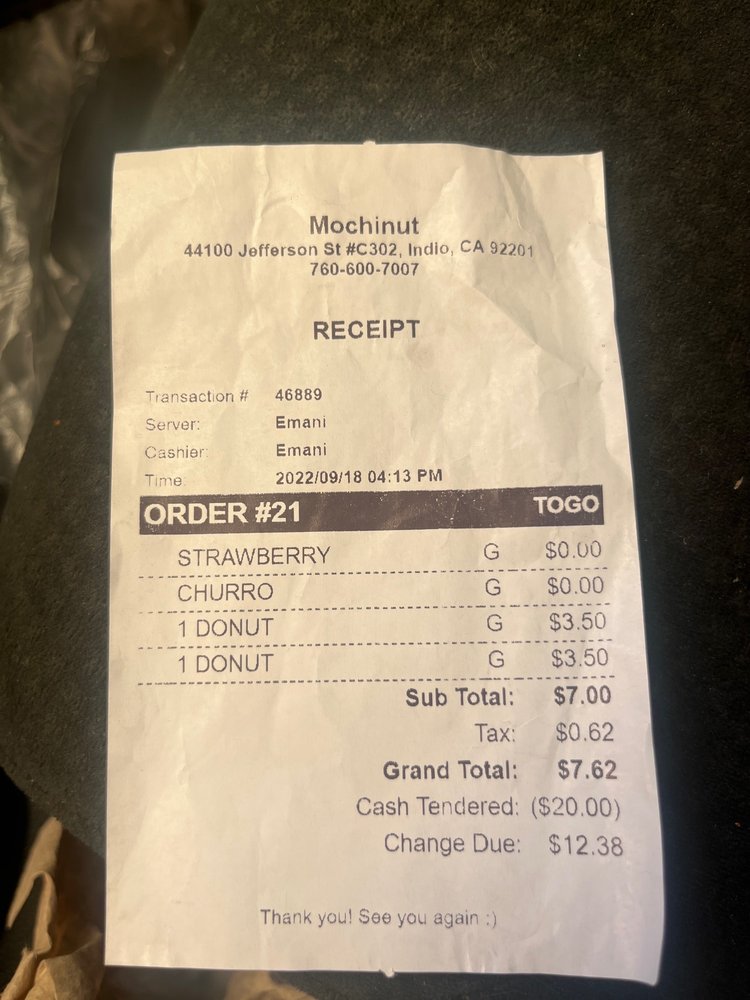 Mochinut
44100 Jefferson St #C302, Indio, CA 92201
760-600-7007
RECEIPT
Transaction # 46889
Server: Emani
Cashier: Emani
Time: 2022/09/18 04:13 PM
ORDER #21 TOGO
STRAWBERRY G $0.00
CHURRO G $0.00
1 DONUT G $3.50
1 DONUT G $3.50
Sub Total: $7.00
Tax: $0.62
Grand Total: $7.62
Cash Tendered: ($20.00)
Change Due: $12.38
Thank you! See you again :)